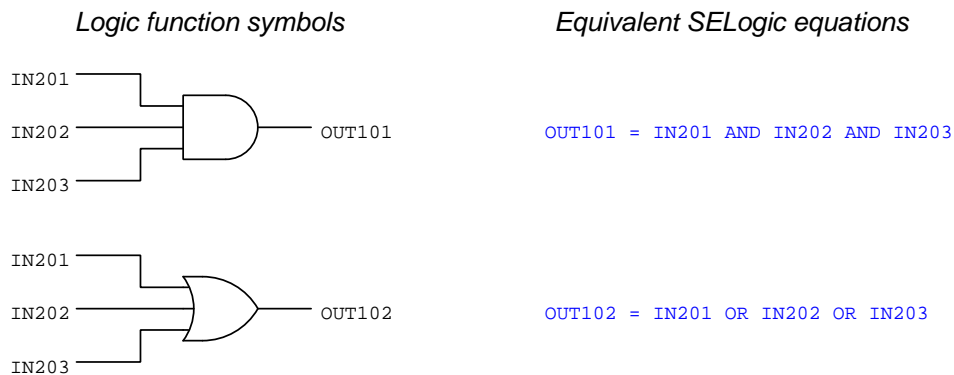 Logic function symbols
Equivalent SELogic equations
IN201
IN202
IN203
OUT101
OUT101 = IN201 AND IN202 AND IN203
IN201
IN202
IN203
OUT102
OUT102 = IN201 OR IN202 OR IN203